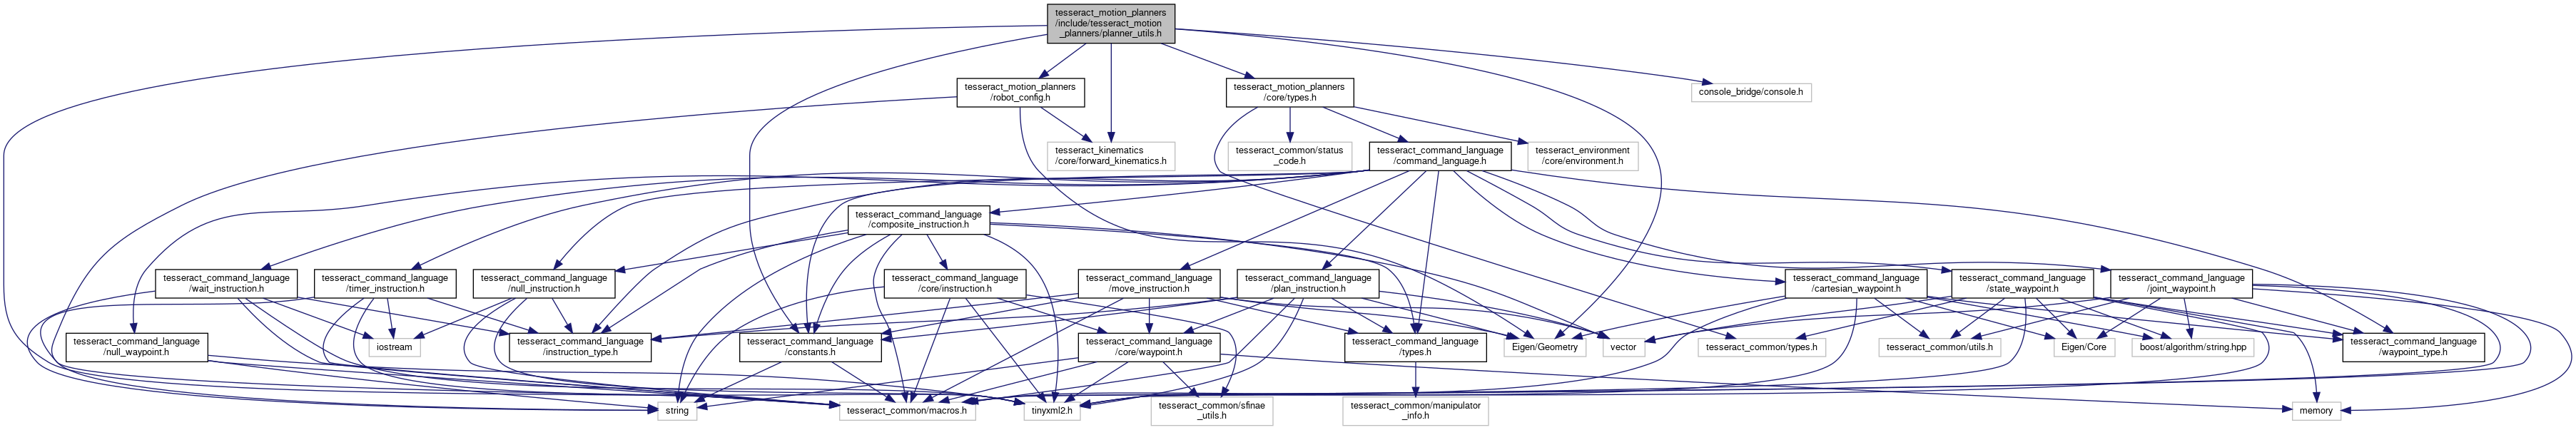 tesseract_motion_planners
/include/tesseract_motion
_planners/planner_utils.h
tesseract_motion_planners
/robot_config.h
tesseract_motion_planners
/core/types.h
console_bridge/console.h
tesseract_kinematics
/core/forward_kinematics.h
tesseract_common/status
_code.h
tesseract_command_language
/command_language.h
tesseract_environment
/core/environment.h
tesseract_command_language
/composite_instruction.h
tesseract_command_language
/wait_instruction.h
tesseract_command_language
/timer_instruction.h
tesseract_command_language
/null_instruction.h
tesseract_command_language
/core/instruction.h
tesseract_command_language
/move_instruction.h
tesseract_command_language
/plan_instruction.h
tesseract_command_language
/cartesian_waypoint.h
tesseract_command_language
/state_waypoint.h
tesseract_command_language
/joint_waypoint.h
tesseract_command_language
/null_waypoint.h
iostream
tesseract_command_language
/instruction_type.h
tesseract_command_language
/constants.h
tesseract_command_language
/core/waypoint.h
tesseract_command_language
/types.h
Eigen/Geometry
vector
tesseract_common/types.h
tesseract_common/utils.h
Eigen/Core
boost/algorithm/string.hpp
tesseract_command_language
/waypoint_type.h
string
tesseract_common/macros.h
tinyxml2.h
tesseract_common/sfinae
_utils.h
tesseract_common/manipulator
_info.h
memory